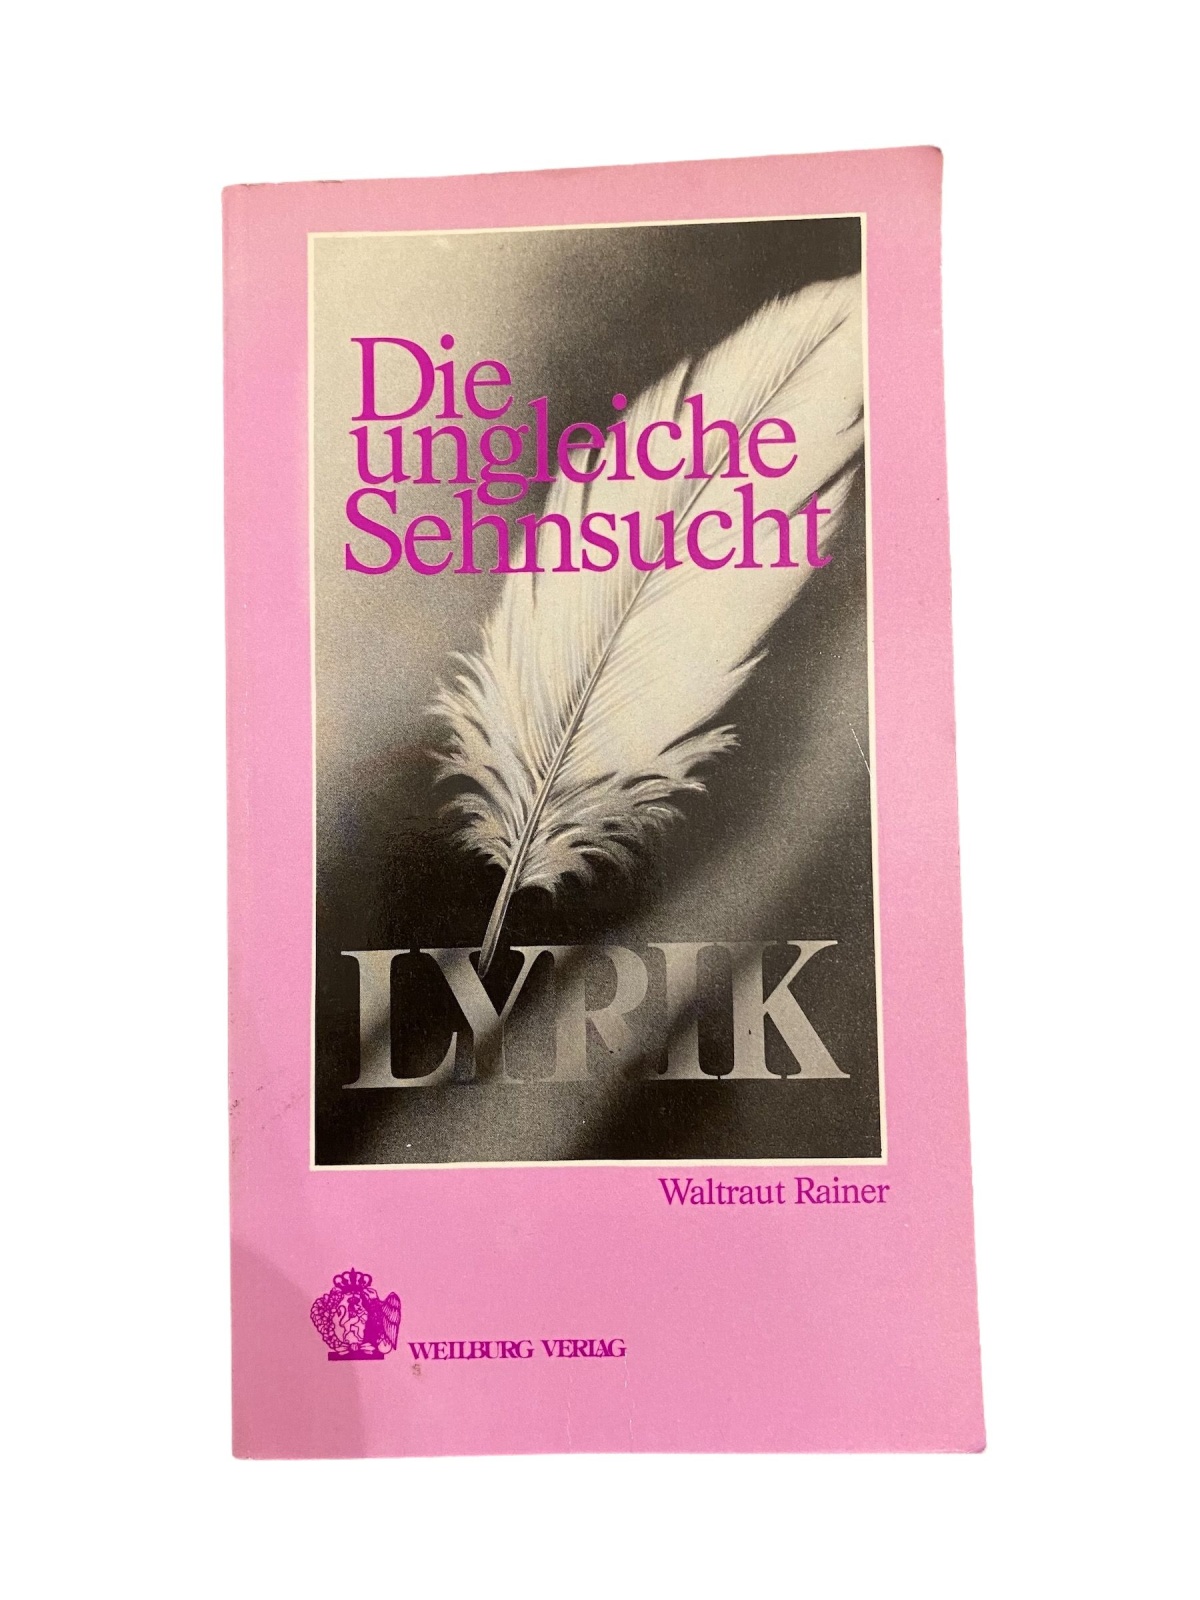 Die
ungleiche
Sehnsucht
LYRIK
Waltraut Rainer
WEILBURG VERLAG